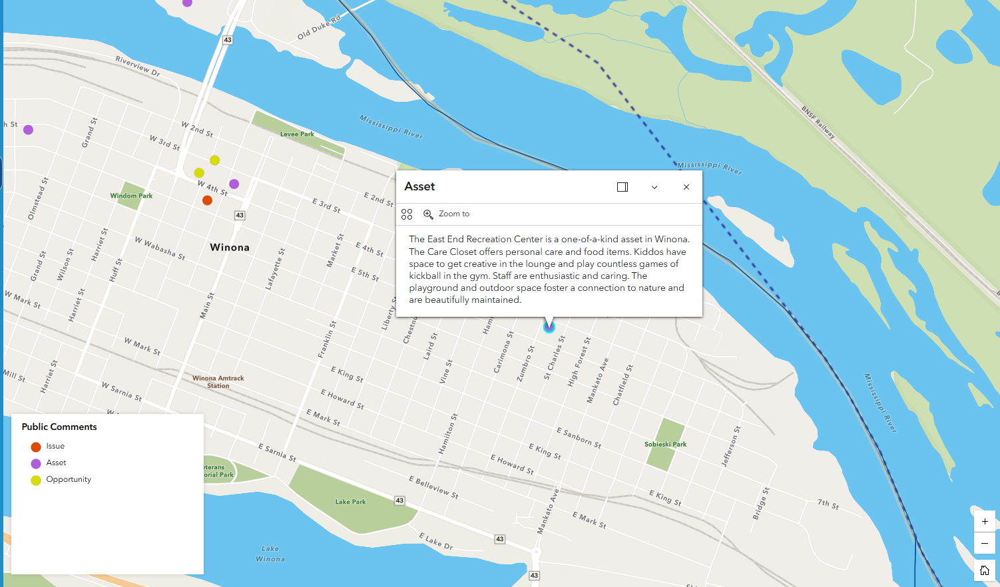 Old Duke Rd
43
Riverview Dr
BNSF Railway
Mississippi River
h St
Grand St
W 2nd St
Levee Park
W 3rd St
Mississippi River
Olmstead St
Windom Park
W 4th St
E 3rd St
E 2nd St
43
Asset
Zoom to
The East End Recreation Center is a one-of-a-kind asset in Winona.
The Care Closet offers personal care and food items. Kiddos have
space to get creative in the lounge and play countless games of
kickball in the gym. Staff are enthusiastic and caring. The
playground and outdoor space foster a connection to nature and
are beautifully maintained.
Winona
Harriet St
W Wabasha St
Market St
E 4th St
Grand St
Wilson St
Huff St
Lafayette St
E 5th St
W Mark St
Harriet St
Main St
Liberty S
Chestnu
Hami
Franklin St
Laird St
Carimona St
Zumbro St
St Charles St
High Forest St
Mankato Ave
Chatfield St
W Mark St
Vine St
E King St
Mill St
Harriet St
Winona Amtrack
Station
W Sarnia St
E Howard St
E Mark St
Mississippi River
W
Hamilton St
E Sanborn St
Sobieski Park
Jefferson St
E Sarnia St
E King St
E Howard St
eterans
orial Park
E Belleview St
Lake Park
43
Mankato Ave
E King St
Bridge St
7th St
E Mark St
E Lake Dr
43
Lake
Winona
43
Public Comments
Issue
Asset
Opportunity
+
−